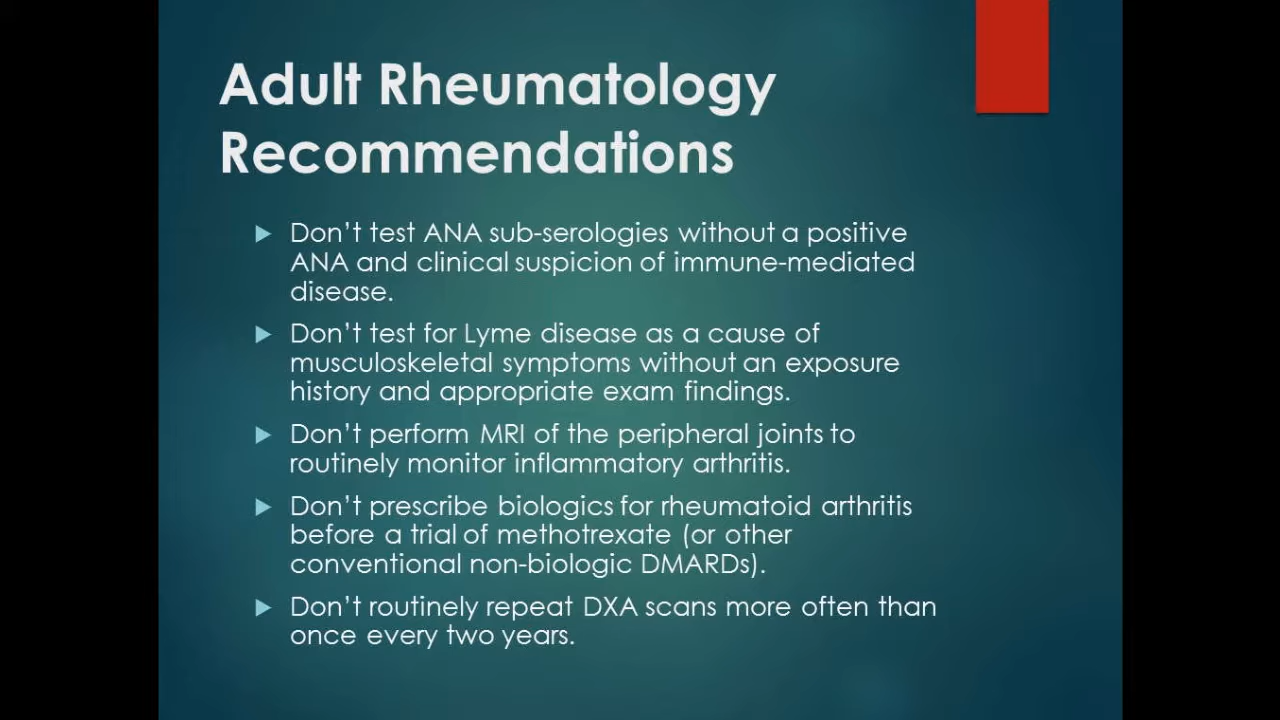 Adult Rheumatology
Recommendations
Don't test ANA sub-serologies without a positive
ANA and clinical suspicion of immune-mediated
disease.
Don't test for Lyme disease as a cause of
musculoskeletal symptoms without an exposure
history and appropriate exam findings.
Don't perform MRI of the peripheral joints to
routinely monitor inflammatory arthritis.
Don't prescribe biologics for rheumatoid arthritis
before a trial of methotrexate (or other
conventional non-biologic DMARDs).
Don't routinely repeat DXA scans more often than
once every two years.